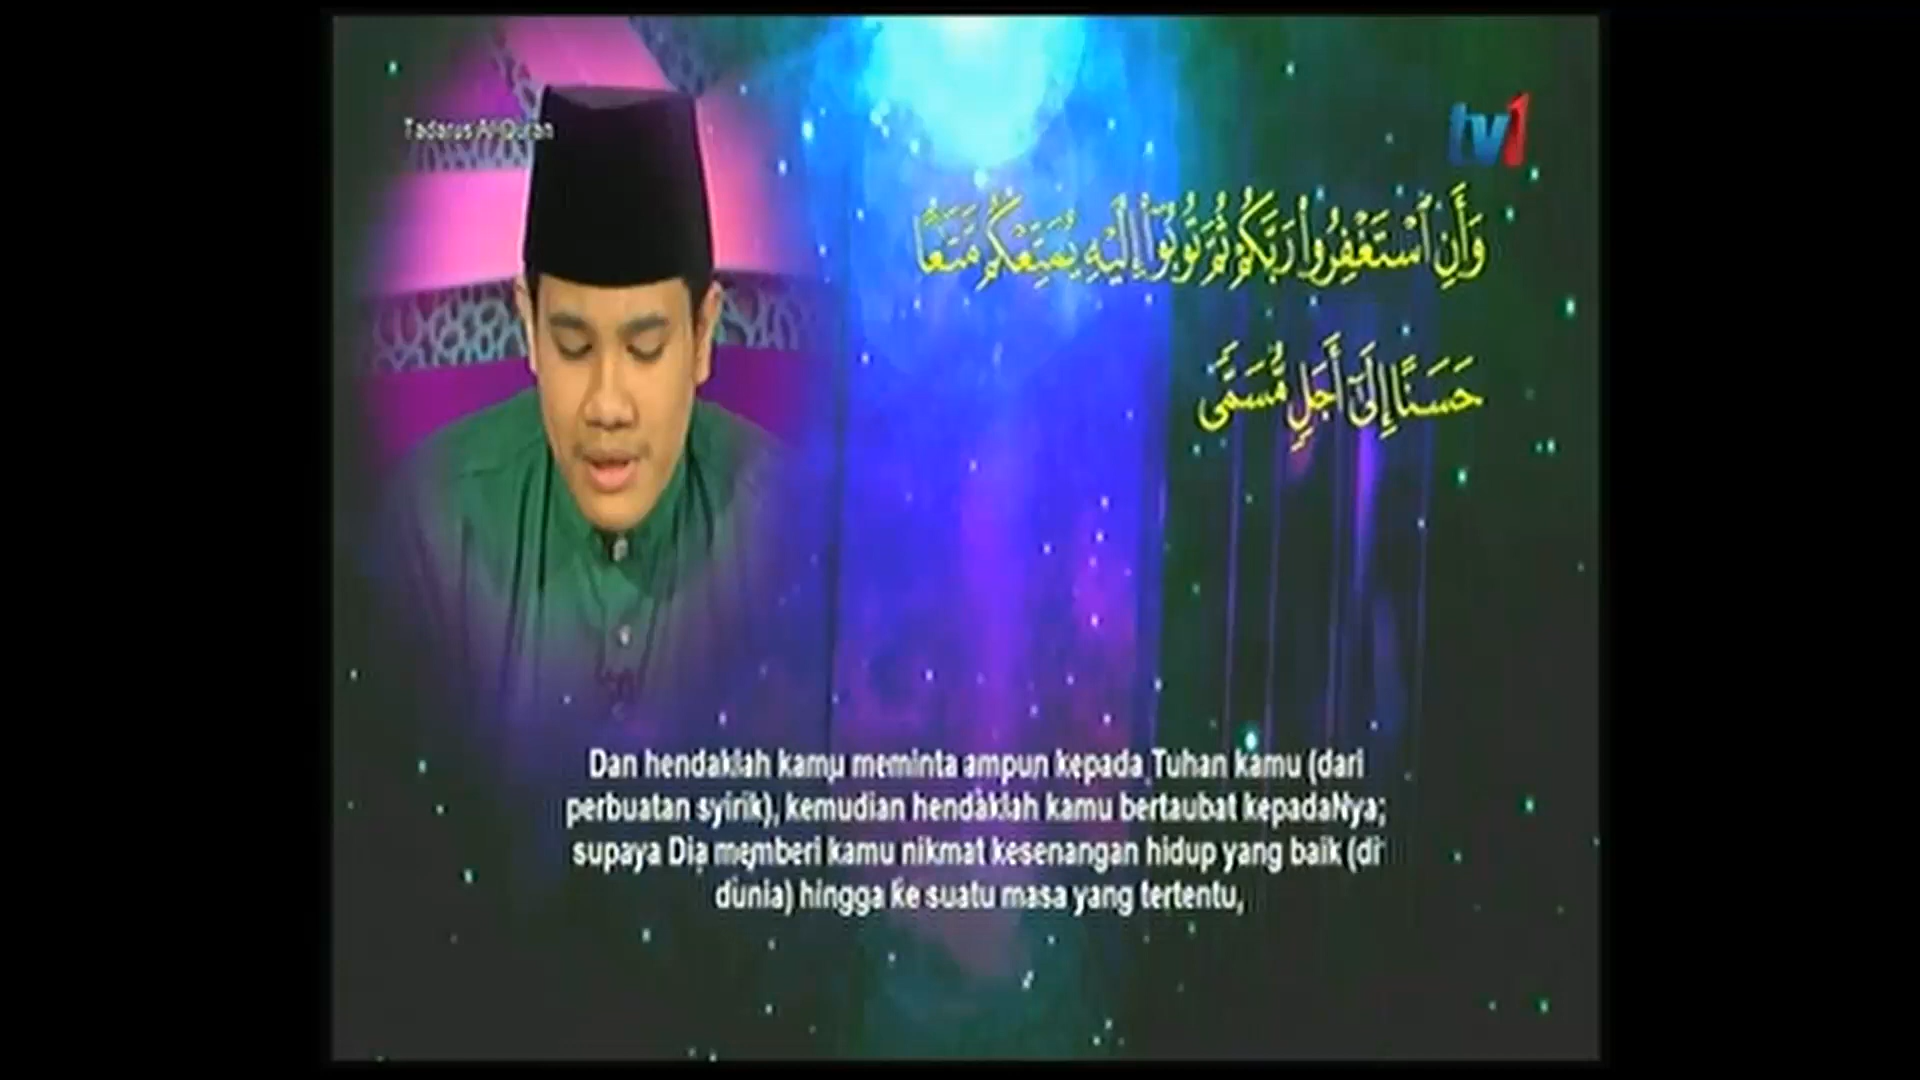 Tadarus Al-Quran
tv1
وَأَنِ ٱسْتَغْفِرُوا۟ رَبَّكُمْ ثُمَّ تُوبُوٓا۟ إِلَيْهِ يُمَتِّعْكُم مَّتَـٰعًا
حَسَنًا إِلَىٰٓ أَجَلٍ مُّسَمًّى
Dan hendaklah kamu meminta ampun kepada Tuhan kamu (dari
perbuatan syirik), kemudian hendaklah kamu bertaubat kepadaNya;
supaya Dia memberi kamu nikmat kesenangan hidup yang baik (di
dunia) hingga ke suatu masa yang tertentu,